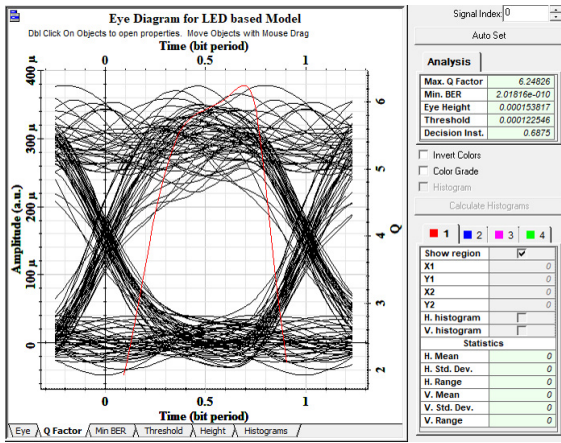 Eye Diagram for LED based Model
Dbl Click On Objects to open properties. Move Objects with Mouse Drag
Time (bit period)
0 0.5 1
Amplitude (a.u.)
400 µ
300 µ
200 µ
100 µ
0
Q
6
5
4
3
2
0 0.5 1
Time (bit period)
Eye Q Factor Min BER Threshold Height Histograms
Signal Index: 0
Auto Set
Analysis
Max. Q Factor 6.24826
Min. BER 2.01816e-010
Eye Height 0.000153817
Threshold 0.000122546
Decision Inst. 0.6875
Invert Colors
Color Grade
Histogram
Calculate Histograms
1 2 3 4
Show region
X1 0
Y1 0
X2 0
Y2 0
H. histogram
V. histogram
Statistics
H. Mean 0
H. Std. Dev. 0
H. Range 0
V. Mean 0
V. Std. Dev. 0
V. Range 0